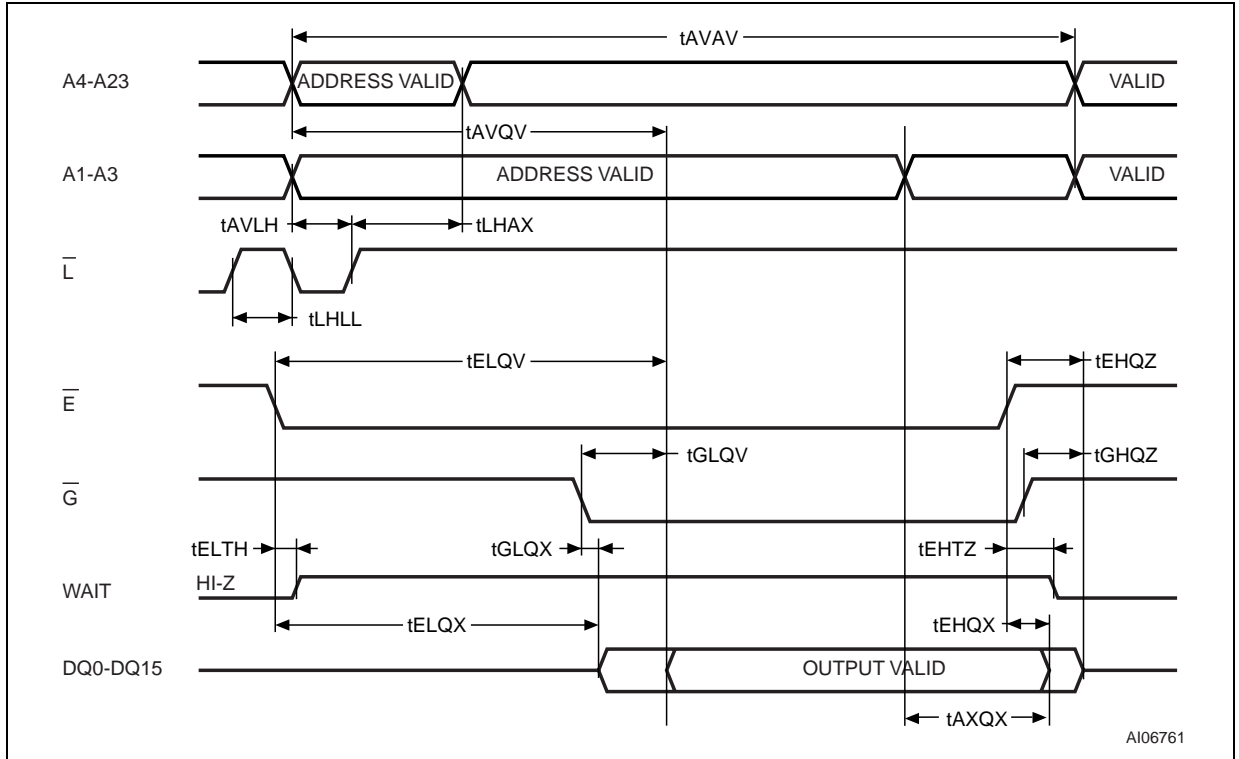 tAVAV
A4-A23 ADDRESS VALID VALID
tAVQV
A1-A3 ADDRESS VALID VALID
tAVLH tLHAX
L
tLHLL
tELQV tEHQZ
E
tGLQV tGHQZ
G
tELTH tGLQX tEHTZ
WAIT HI-Z
tELQX tEHQX
DQ0-DQ15 OUTPUT VALID
tAXQX
AI06761